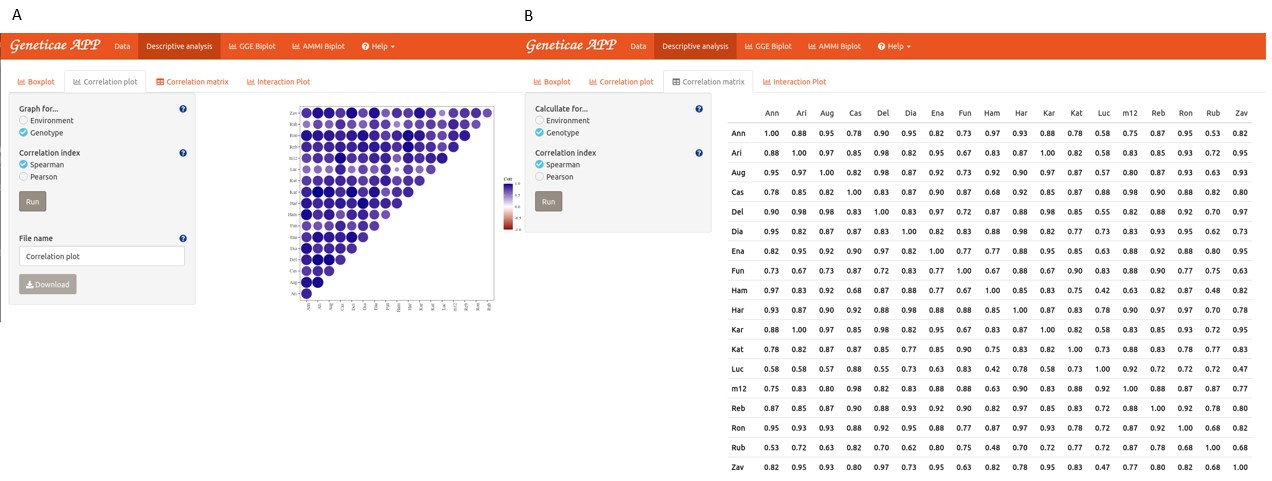 A
Geneticae APP Data Descriptive analysis GGE Biplot AMMI Biplot Help
Boxplot Correlation plot Correlation matrix Interaction Plot
Graph for...
Environment
Genotype
Correlation index
Spearman
Pearson
Run
File name
Correlation plot
Download
Corr
B
Geneticae APP Data Descriptive analysis GGE Biplot AMMI Biplot Help
Boxplot Correlation plot Correlation matrix Interaction Plot
Calcullate for...
Environment
Genotype
Correlation index
Spearman
Pearson
Run
Ann Ari Aug Cas Del Dia Ena Fun Ham Har Kar Kat Luc m12 Reb Ron Rub Zav
Ann 1.00 0.88 0.95 0.78 0.90 0.95 0.82 0.73 0.97 0.93 0.88 0.78 0.58 0.75 0.87 0.95 0.53 0.82
Ari 0.88 1.00 0.97 0.85 0.98 0.82 0.95 0.67 0.83 0.87 1.00 0.82 0.58 0.83 0.85 0.93 0.72 0.95
Aug 0.95 0.97 1.00 0.82 0.98 0.87 0.92 0.73 0.92 0.90 0.97 0.87 0.57 0.80 0.87 0.93 0.63 0.93
Cas 0.78 0.85 0.82 1.00 0.83 0.87 0.90 0.87 0.68 0.92 0.85 0.87 0.88 0.98 0.90 0.88 0.82 0.80
Del 0.90 0.98 0.98 0.83 1.00 0.83 0.97 0.72 0.87 0.88 0.98 0.85 0.55 0.82 0.88 0.92 0.70 0.97
Dia 0.95 0.82 0.87 0.87 0.83 1.00 0.82 0.83 0.88 0.98 0.82 0.77 0.73 0.83 0.93 0.95 0.62 0.73
Ena 0.82 0.95 0.92 0.90 0.97 0.82 1.00 0.77 0.77 0.88 0.95 0.85 0.63 0.88 0.92 0.88 0.80 0.95
Fun 0.73 0.67 0.73 0.87 0.72 0.83 0.77 1.00 0.67 0.88 0.67 0.90 0.83 0.88 0.90 0.77 0.75 0.63
Ham 0.97 0.83 0.92 0.68 0.87 0.88 0.77 0.67 1.00 0.85 0.83 0.75 0.42 0.63 0.82 0.87 0.48 0.82
Har 0.93 0.87 0.90 0.92 0.88 0.98 0.88 0.88 0.85 1.00 0.87 0.83 0.78 0.90 0.97 0.97 0.70 0.78
Kar 0.88 1.00 0.97 0.85 0.98 0.82 0.95 0.67 0.83 0.87 1.00 0.82 0.58 0.83 0.85 0.93 0.72 0.95
Kat 0.78 0.82 0.87 0.87 0.85 0.77 0.85 0.90 0.75 0.83 0.82 1.00 0.73 0.88 0.83 0.78 0.77 0.83
Luc 0.58 0.58 0.57 0.88 0.55 0.73 0.63 0.83 0.42 0.78 0.58 0.73 1.00 0.92 0.72 0.72 0.72 0.47
m12 0.75 0.83 0.80 0.98 0.82 0.83 0.88 0.88 0.63 0.90 0.83 0.88 0.92 1.00 0.88 0.87 0.87 0.77
Reb 0.87 0.85 0.87 0.90 0.88 0.93 0.92 0.90 0.82 0.97 0.85 0.83 0.72 0.88 1.00 0.92 0.78 0.80
Ron 0.95 0.93 0.93 0.88 0.92 0.95 0.88 0.77 0.87 0.97 0.93 0.78 0.72 0.87 0.92 1.00 0.68 0.82
Rub 0.53 0.72 0.63 0.82 0.70 0.62 0.80 0.75 0.48 0.70 0.72 0.77 0.72 0.87 0.78 0.68 1.00 0.68
Zav 0.82 0.95 0.93 0.80 0.97 0.73 0.95 0.63 0.82 0.78 0.95 0.83 0.47 0.77 0.80 0.82 0.68 1.00